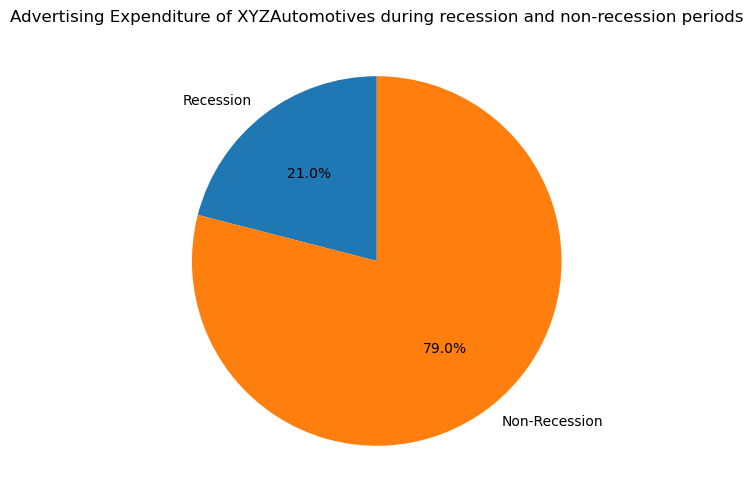 Advertising Expenditure of XYZAutomotives during recession and non-recession periods
Recession
21.0%
79.0%
Non-Recession